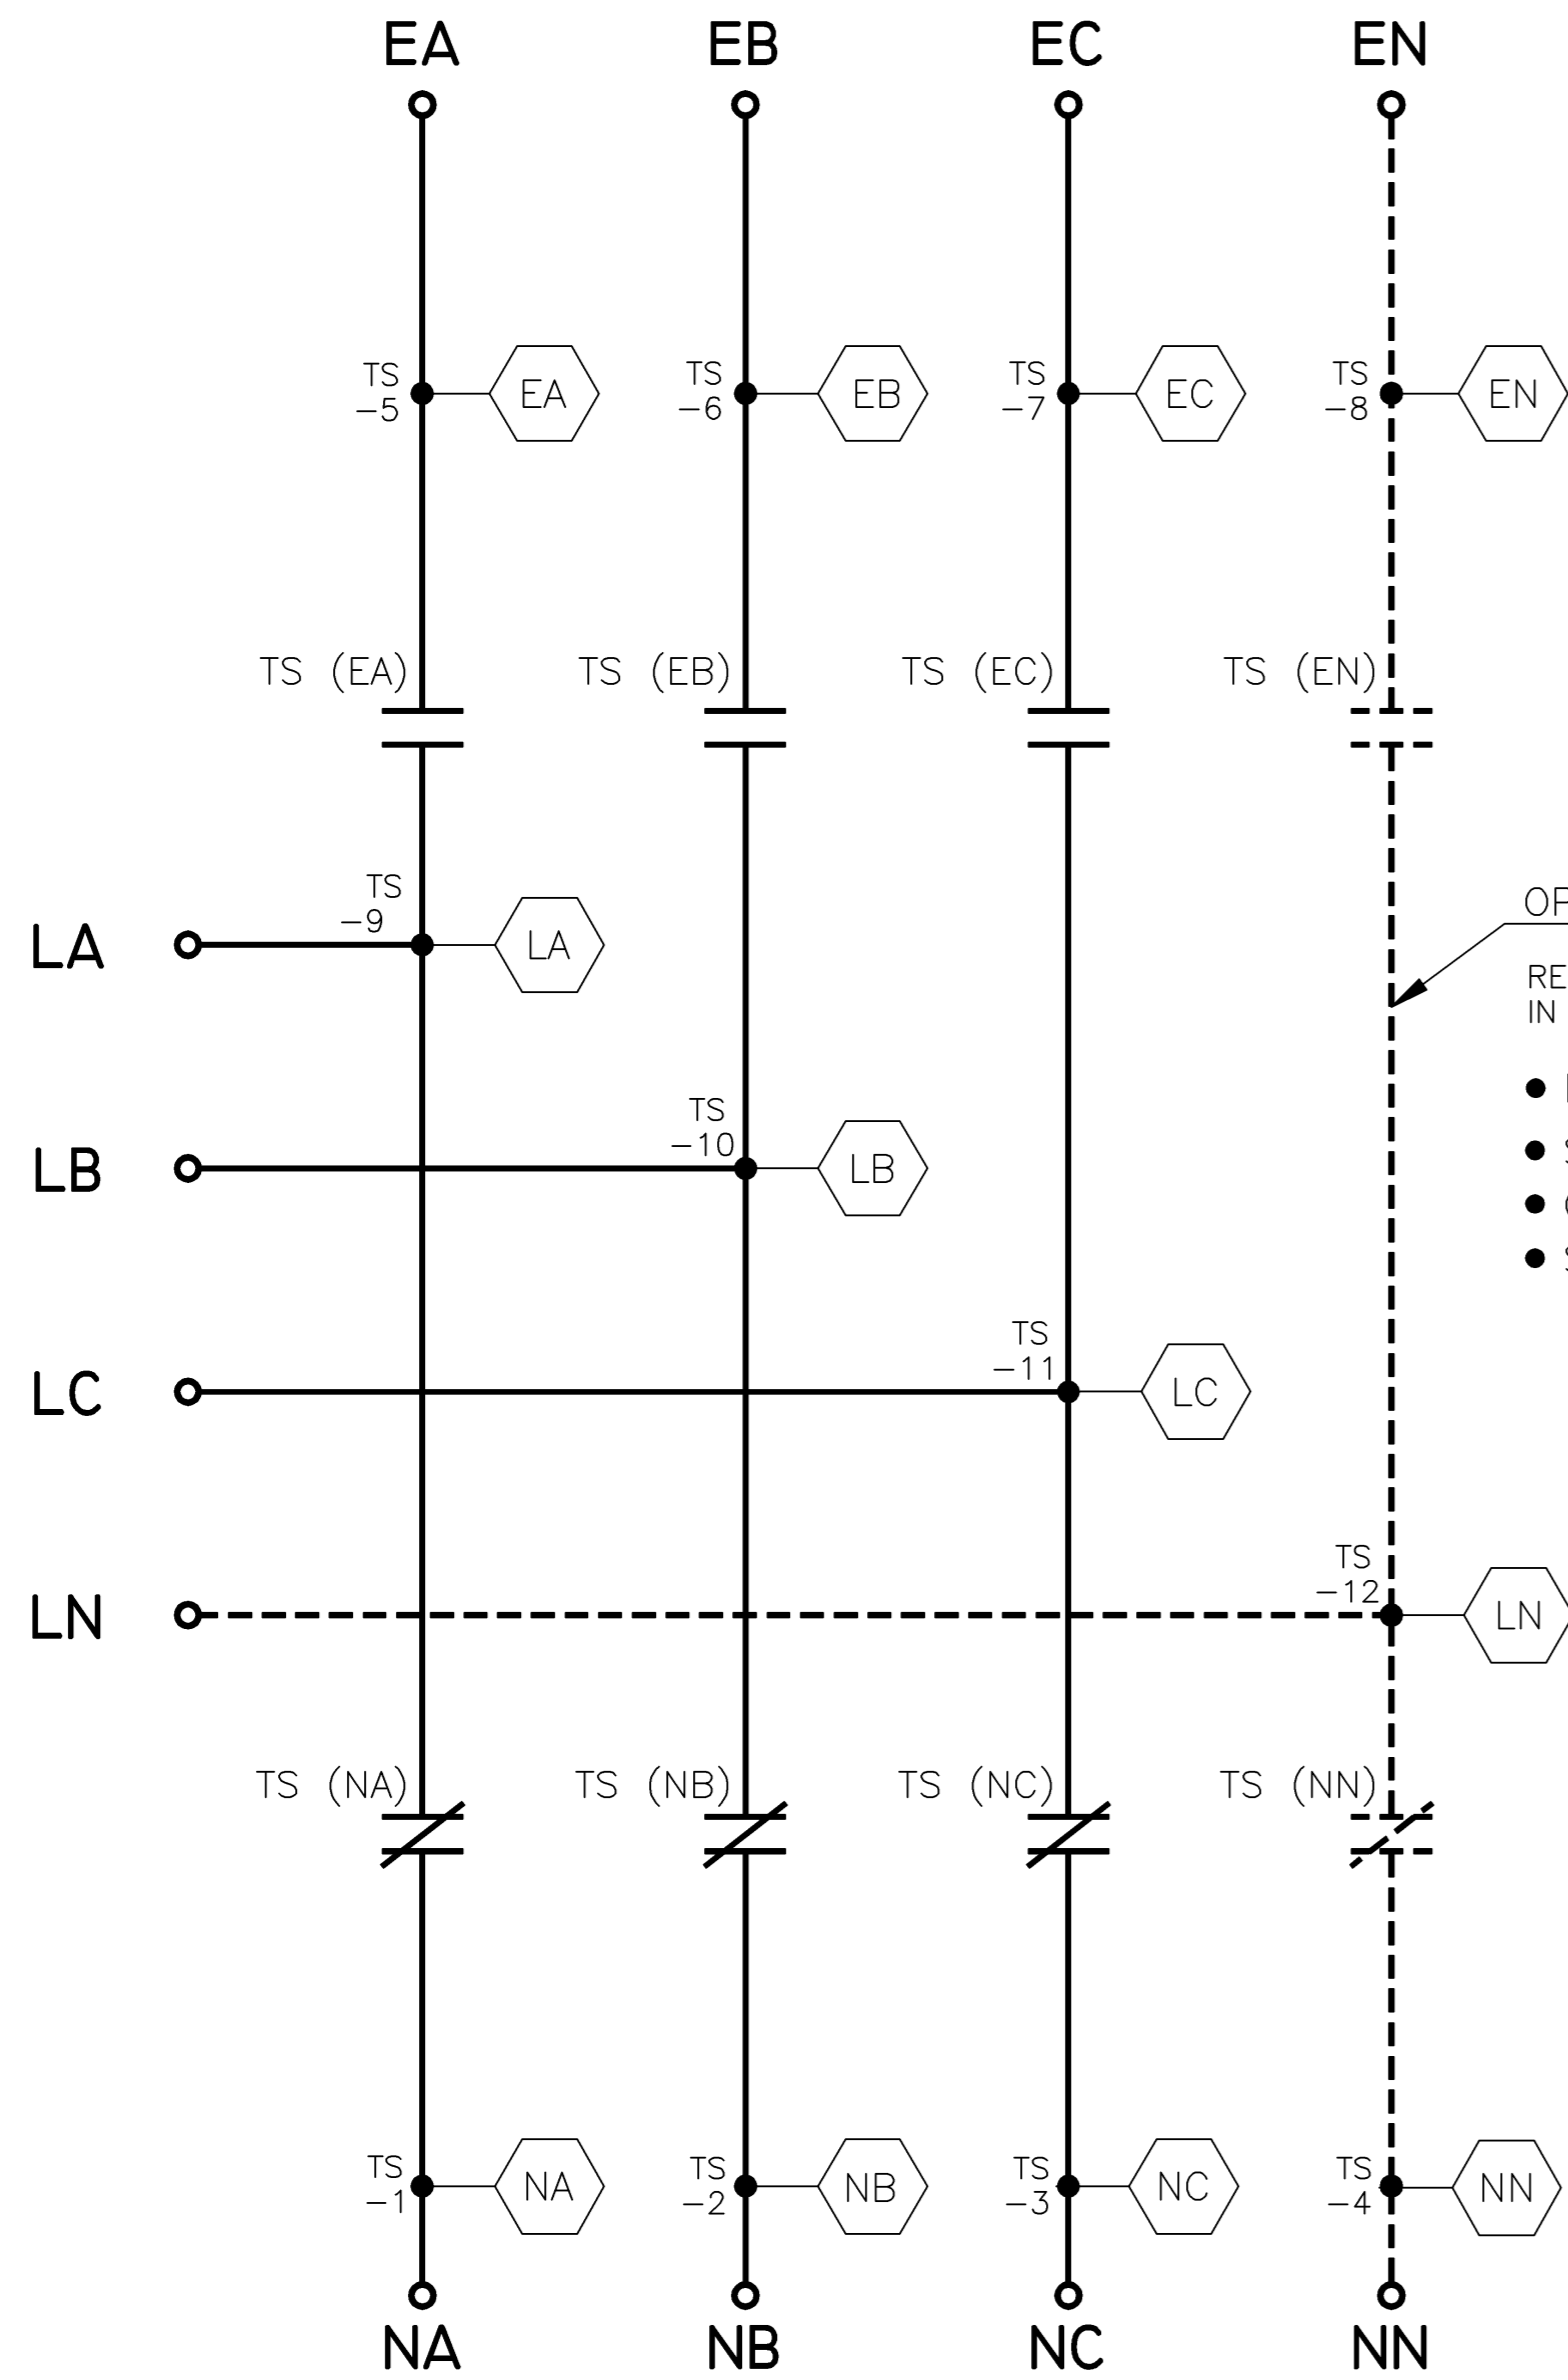 EA EB EC EN
TS TS TS TS
-5 EA -6 EB -7 EC -8 EN
TS (EA) TS (EB) TS (EC) TS (EN)
TS
-9
LA LA
OP
RE
IN
TS
-10
LB LB
TS
-11
LC LC
TS
-12
LN LN
TS (NA) TS (NB) TS (NC) TS (NN)
TS TS TS TS
-1 NA -2 NB -3 NC -4 NN
NA NB NC NN